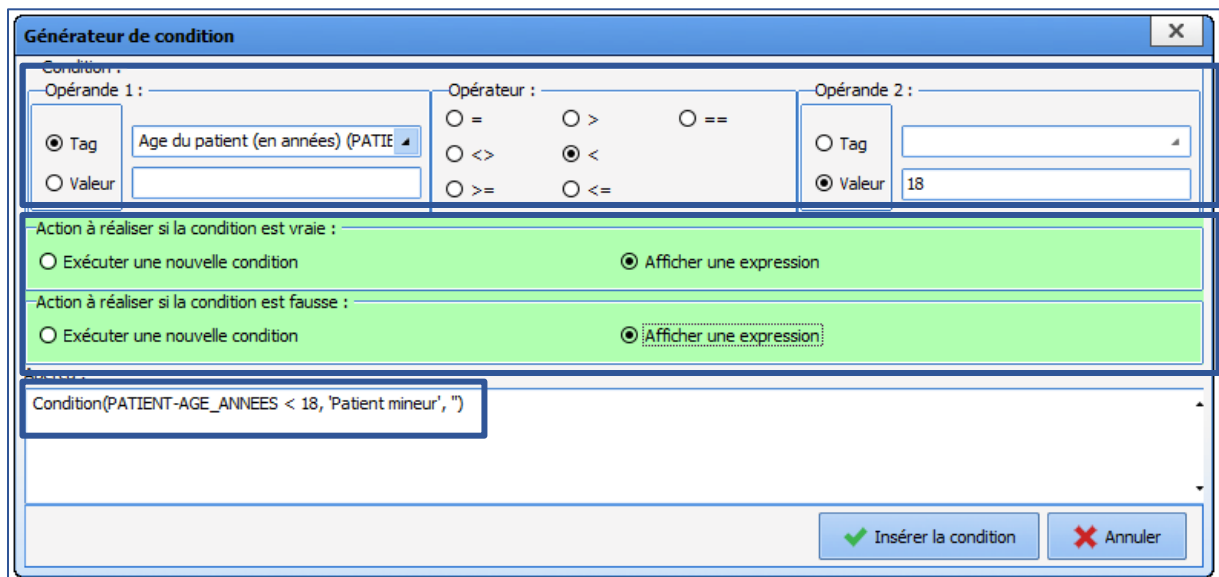 Générateur de condition
Condition :
Opérande 1 :
Opérateur :
Opérande 2 :
= > ==
Tag Age du patient (en années) (PATIE
<> <
Tag
Valeur
>= <=
Valeur 18
Action à réaliser si la condition est vraie :
Exécuter une nouvelle condition Afficher une expression
Action à réaliser si la condition est fausse :
Exécuter une nouvelle condition Afficher une expression
Condition(PATIENT-AGE_ANNEES < 18, 'Patient mineur', '')
Insérer la condition Annuler